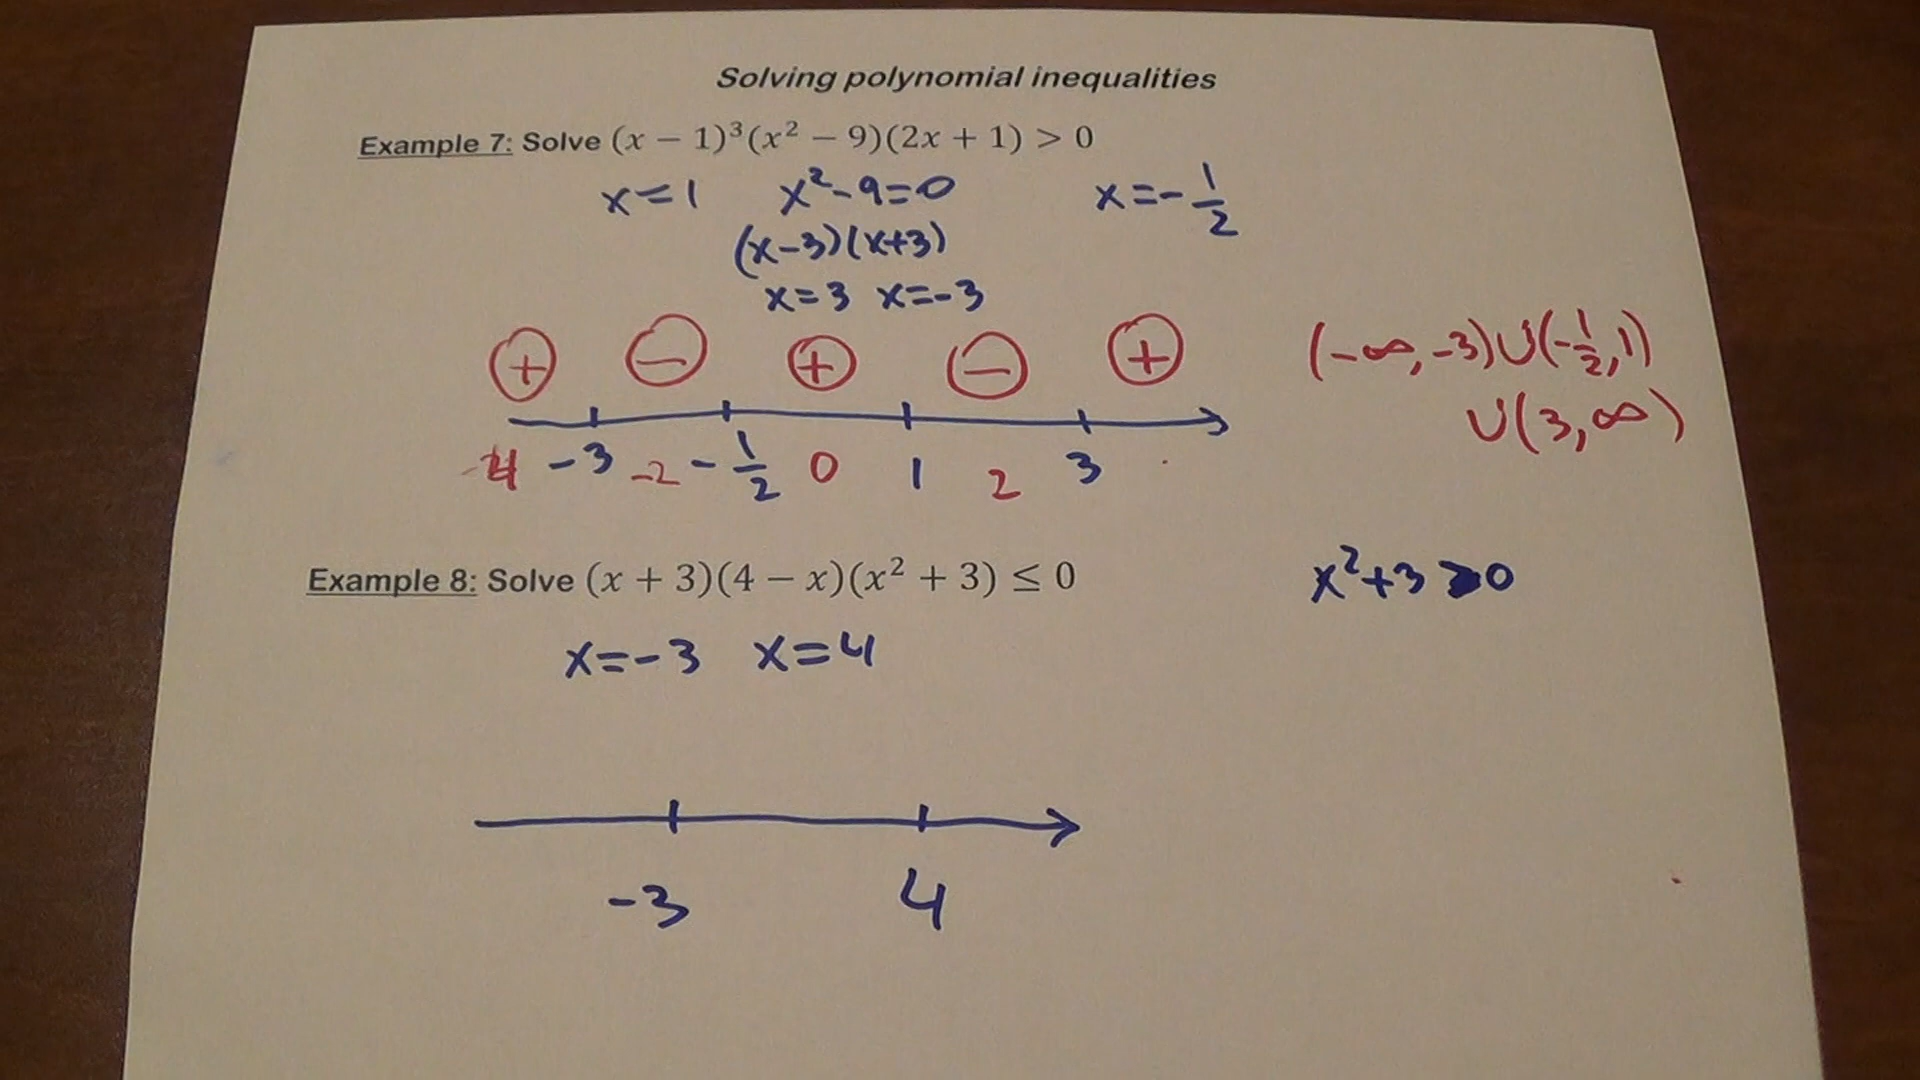 Solving polynomial inequalities
Example 7: Solve (x − 1)³(x² − 9)(2x + 1) > 0
x=1 x²-9=0 x=-1/2
(x-3)(x+3)
x=3 x=-3
+ − + − +
(-∞,-3)∪(-1/2,1)
∪(3,∞)
-4 -3 -2 -1/2 0 1 2 3
Example 8: Solve (x + 3)(4 − x)(x² + 3) ≤ 0
x²+3>0
x=-3 x=4
-3 4